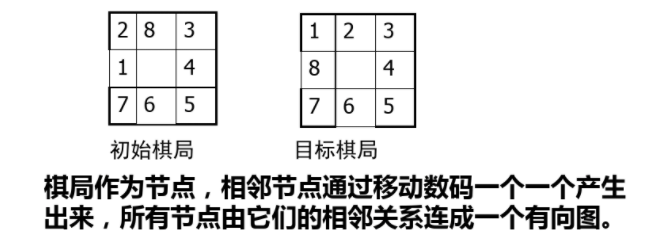 2 8 3 1 2 3
1 4 8 4
7 6 5 7 6 5
初始棋局 目标棋局
棋局作为节点，相邻节点通过移动数码一个一个产生
出来，所有节点由它们的相邻关系连成一个有向图。